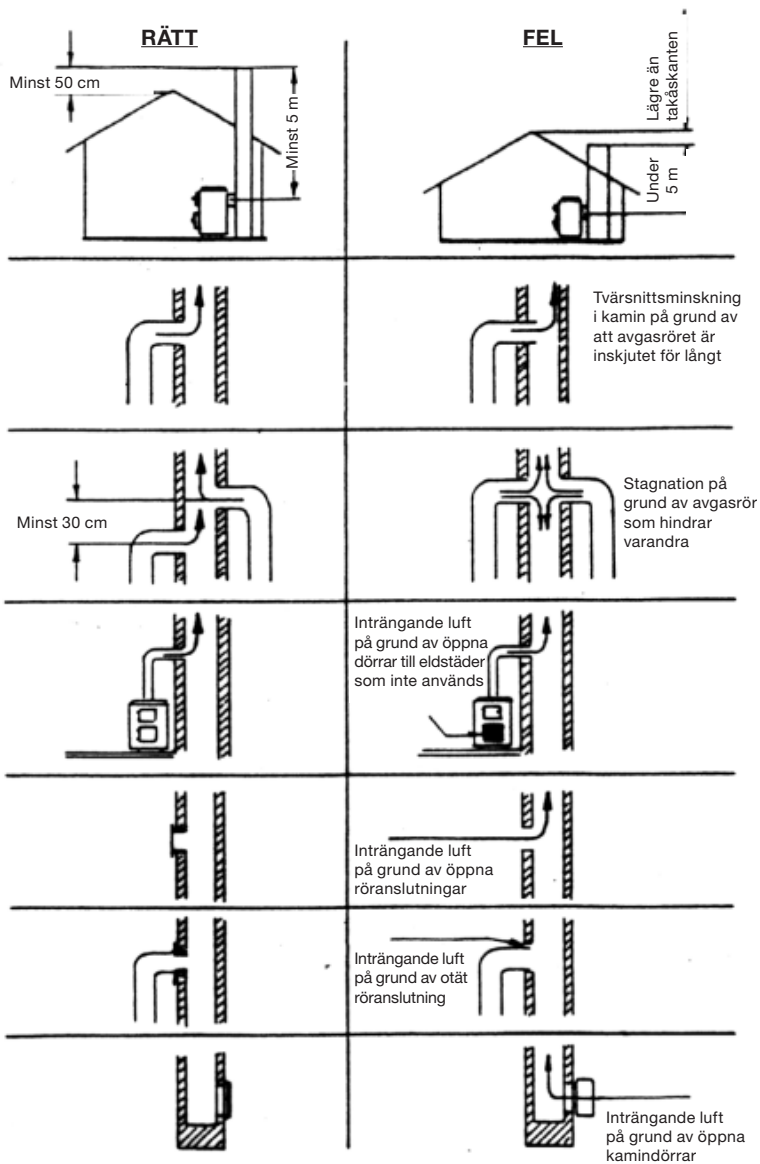 RÄTT
FEL
Minst 50 cm
Minst 5 m
Lägre än
takåskanten
Under
5 m
Tvärsnittsminskning
i kamin på grund av
att avgasröret är
inskjutet för långt
Minst 30 cm
Stagnation på
grund av avgasrör
som hindrar
varandra
Inträngande luft
på grund av öppna
dörrar till eldstäder
som inte används
Inträngande luft
på grund av öppna
röranslutningar
Inträngande luft
på grund av otät
röranslutning
Inträngande luft
på grund av öppna
kamindörrar